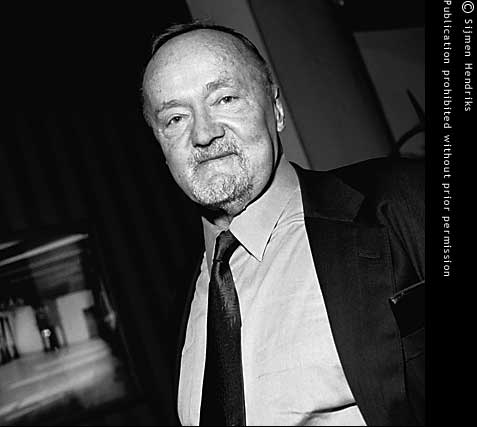 © Sijmen Hendriks
Publication prohibited without prior permission